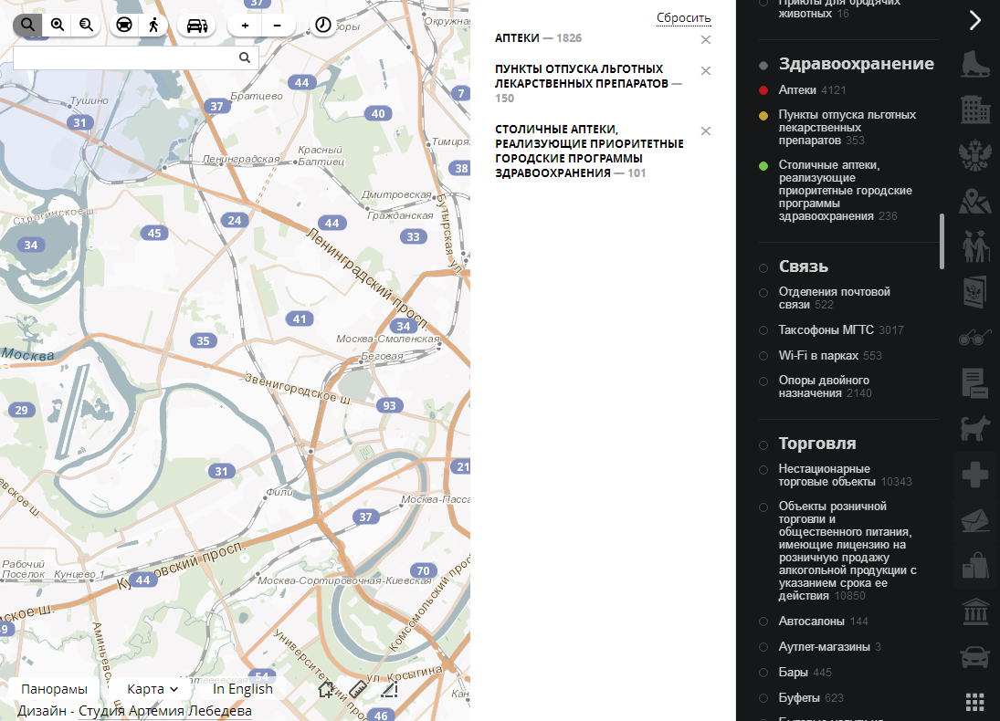 37
Окружная
Тушино
Братцево
44
7
37
31
40
Тимиря
Красный
Балтиец
Ленинградская
38
Дмитровская
Гражданская
Бутырская ул.
Строгинское ш.
24
44
45
33
34
Ленинградский просп.
41
34
Москва-Смоленская
35
Беговая
Москва
Звенигородское ш.
93
29
31
21
Фили
Москва-Пасса
37
Рабочий
Поселок
Кунцево 1
44
Кутузовский просп.
70
Москва-Сортировочная-Киевская
Комсомольский просп
Аминьевское
Университетский просп
ул. Косыгина
Матвеевская
54
46
Панорамы
Карта
In English
Дизайн - Студия Артемия Лебедева
Сбросить
АПТЕКИ — 1826
ПУНКТЫ ОТПУСКА ЛЬГОТНЫХ
ЛЕКАРСТВЕННЫХ ПРЕПАРАТОВ —
150
СТОЛИЧНЫЕ АПТЕКИ,
РЕАЛИЗУЮЩИЕ ПРИОРИТЕТНЫЕ
ГОРОДСКИЕ ПРОГРАММЫ
ЗДРАВООХРАНЕНИЯ — 101
Приюты для бродячих
животных 16
Здравоохранение
Аптеки 4121
Пункты отпуска льготных
лекарственных
препаратов 353
Столичные аптеки,
реализующие
приоритетные городские
программы
здравоохранения 236
Связь
Отделения почтовой
связи 522
Таксофоны МГТС 3017
Wi-Fi в парках 553
Опоры двойного
назначения 2140
Торговля
Нестационарные
торговые объекты 10343
Объекты розничной
торговли и
общественного питания,
имеющие лицензию на
розничную продажу
алкогольной продукции с
указанием срока ее
действия 10850
Автосалоны 144
Аутлет-магазины 3
Бары 445
Буфеты 623